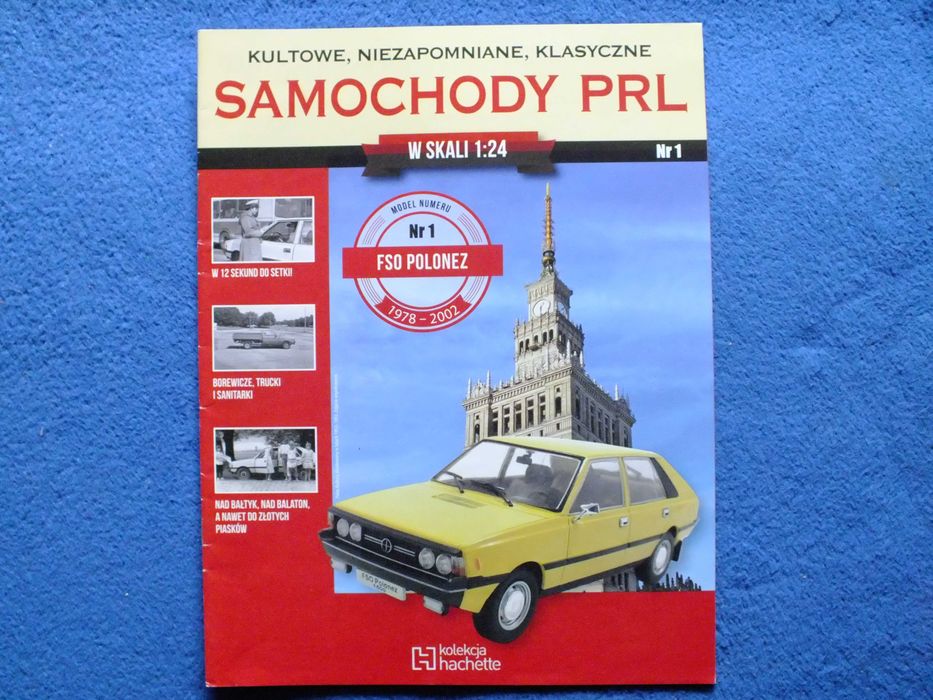 KULTOWE, NIEZAPOMNIANE, KLASYCZNE
SAMOCHODY PRL
W SKALI 1:24
Nr 1
MODEL NUMERU
Nr 1
FSO POLONEZ
1978 – 2002
W 12 SEKUND DO SETKI!
BOREWICZE, TRUCKI
I SANITARKI
NAD BAŁTYK, NAD BALATON,
A NAWET DO ZŁOTYCH
PIASKÓW
FSO Polonez
kolekcja
hachette